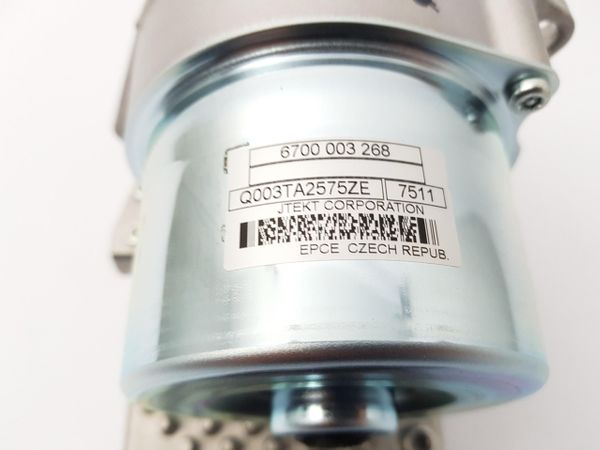 6700 003 268
Q003TA2575ZE 7511
JTEKT CORPORATION
EPCE CZECH REPUB.